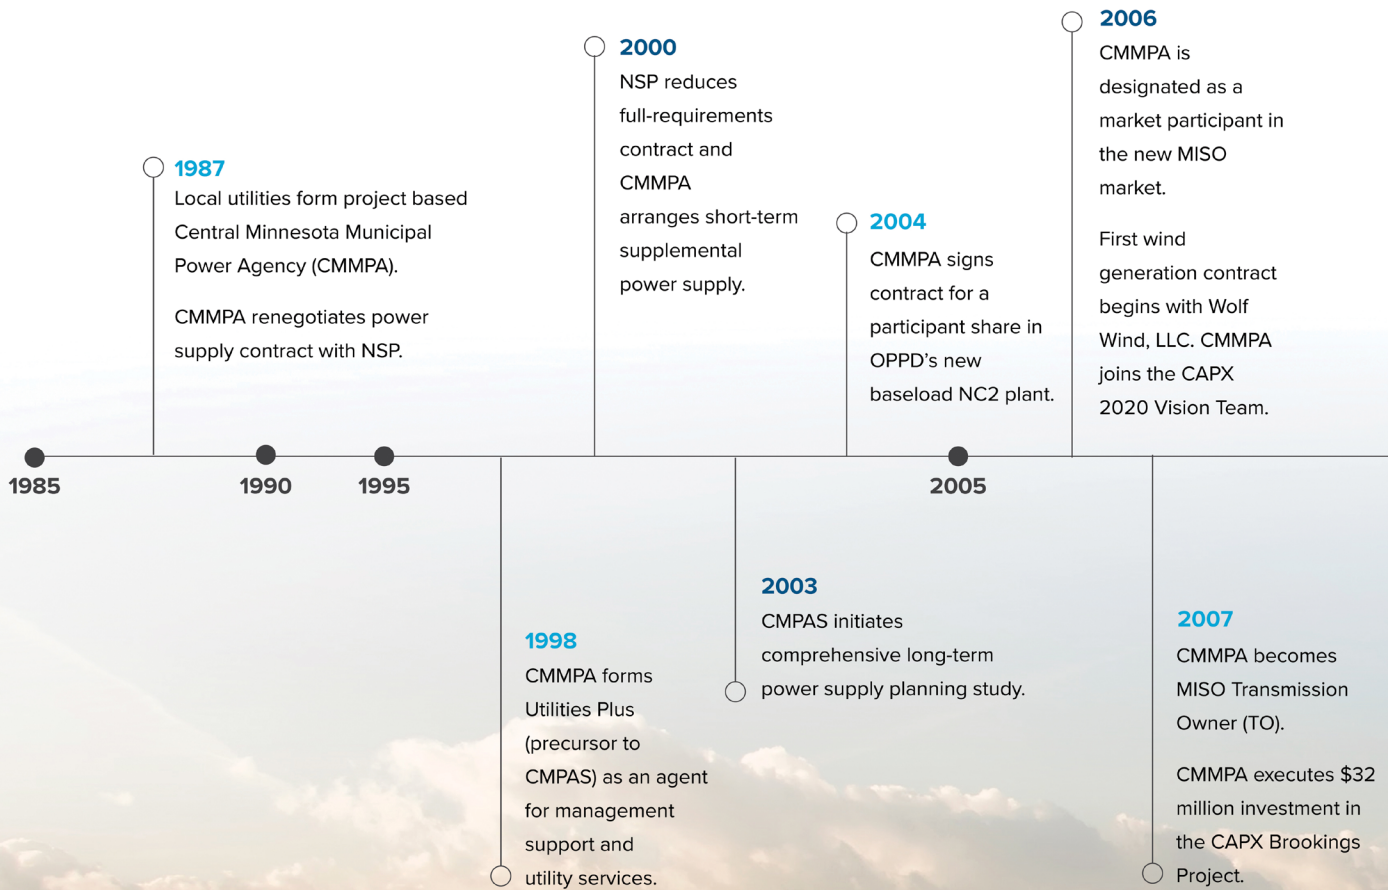 1987
Local utilities form project based
Central Minnesota Municipal
Power Agency (CMMPA).
CMMPA renegotiates power
supply contract with NSP.
2000
NSP reduces
full-requirements
contract and
CMMPA
arranges short-term
supplemental
power supply.
2004
CMMPA signs
contract for a
participant share in
OPPD’s new
baseload NC2 plant.
2006
CMMPA is
designated as a
market participant in
the new MISO
market.
First wind
generation contract
begins with Wolf
Wind, LLC. CMMPA
joins the CAPX
2020 Vision Team.
1985
1990
1995
2005
1998
CMMPA forms
Utilities Plus
(precursor to
CMPAS) as an agent
for management
support and
utility services.
2003
CMPAS initiates
comprehensive long-term
power supply planning study.
2007
CMMPA becomes
MISO Transmission
Owner (TO).
CMMPA executes $32
million investment in
the CAPX Brookings
Project.